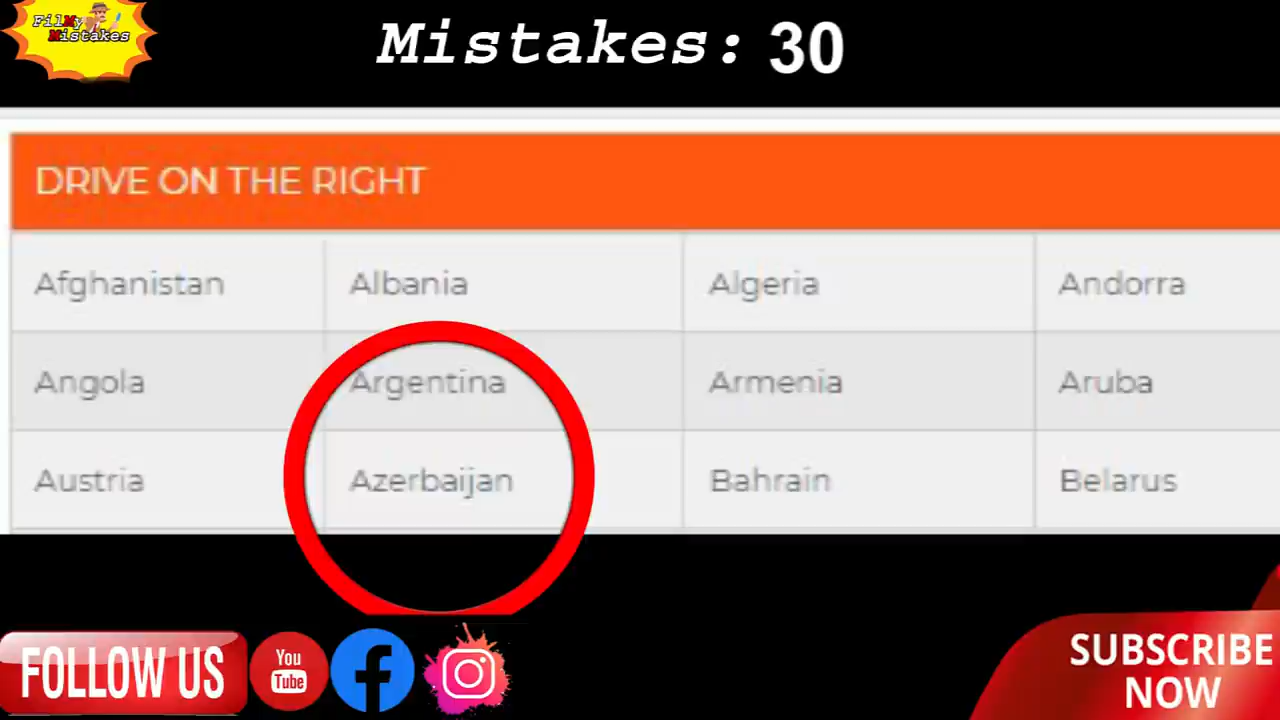 FilMy
Mistakes
Mistakes: 30
DRIVE ON THE RIGHT
Afghanistan Albania Algeria Andorra
Angola Argentina Armenia Aruba
Austria Azerbaijan Bahrain Belarus
FOLLOW US
You
Tube
SUBSCRIBE
NOW